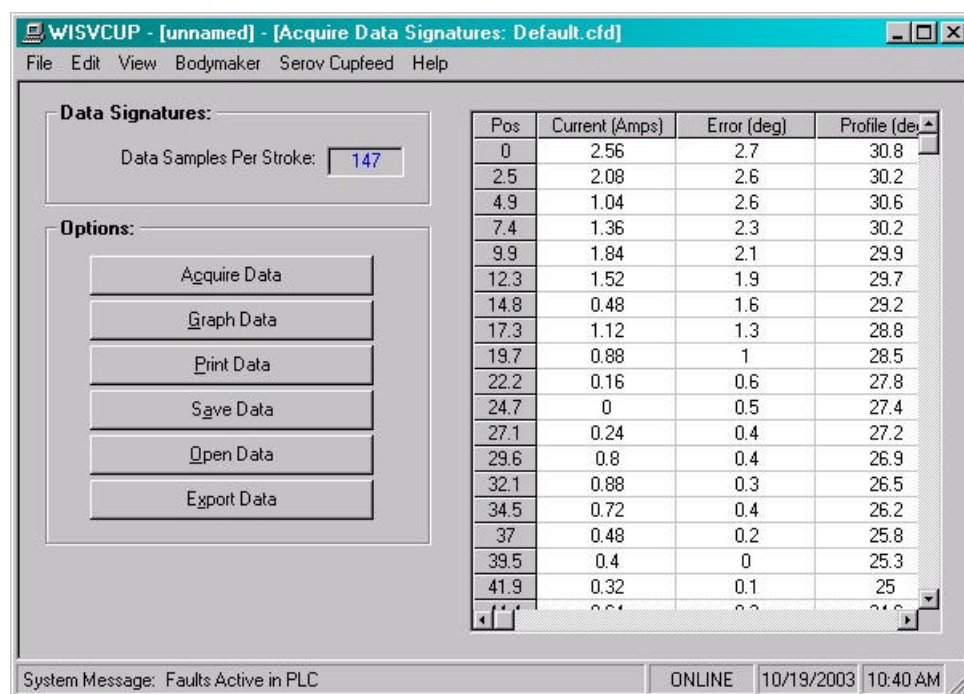 WISVCUP - [unnamed] - [Acquire Data Signatures: Default.cfd]
File Edit View Bodymaker Serov Cupfeed Help
Data Signatures:
Data Samples Per Stroke: 147
Options:
Acquire Data
Graph Data
Print Data
Save Data
Open Data
Export Data
Pos Current (Amps) Error (deg) Profile (de
0 2.56 2.7 30.8
2.5 2.08 2.6 30.2
4.9 1.04 2.6 30.6
7.4 1.36 2.3 30.2
9.9 1.84 2.1 29.9
12.3 1.52 1.9 29.7
14.8 0.48 1.6 29.2
17.3 1.12 1.3 28.8
19.7 0.88 1 28.5
22.2 0.16 0.6 27.8
24.7 0 0.5 27.4
27.1 0.24 0.4 27.2
29.6 0.8 0.4 26.9
32.1 0.88 0.3 26.5
34.5 0.72 0.4 26.2
37 0.48 0.2 25.8
39.5 0.4 0 25.3
41.9 0.32 0.1 25
System Message: Faults Active in PLC ONLINE 10/19/2003 10:40 AM